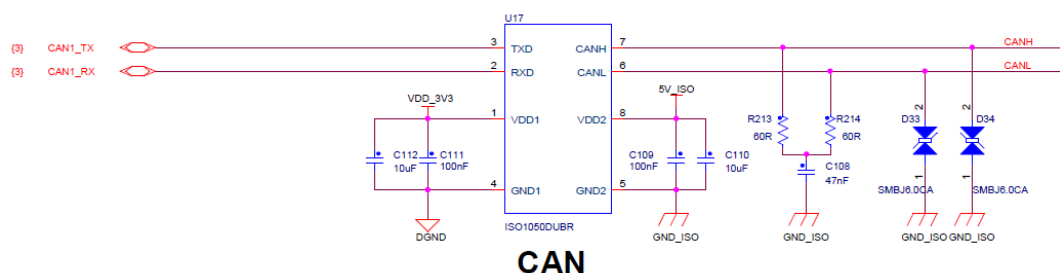 U17
{3} CAN1_TX 3 TXD CANH 7 CANH
{3} CAN1_RX 2 RXD CANL 6 CANL
VDD_3V3 5V_ISO
1 VDD1 VDD2 8
R213 60R
R214 60R
2 D33
2 D34
C112 10uF
C111 100nF
C109 100nF
C110 10uF
C108 47nF
4 GND1 GND2 5
1 1
SMBJ6.0CA SMBJ6.0CA
ISO1050DUBR
DGND GND_ISO GND_ISO GND_ISO GND_ISO
CAN